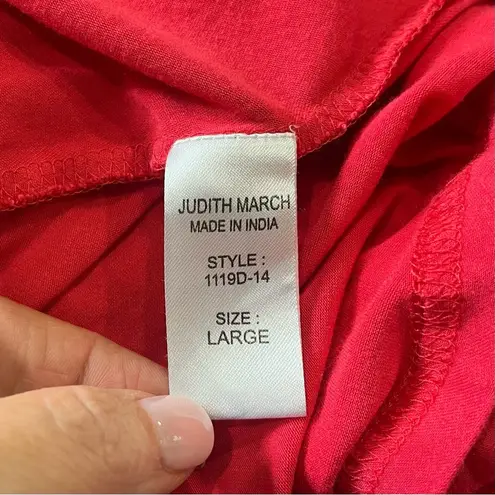 JUDITH MARCH
MADE IN INDIA
STYLE :
1119D-14
SIZE :
LARGE